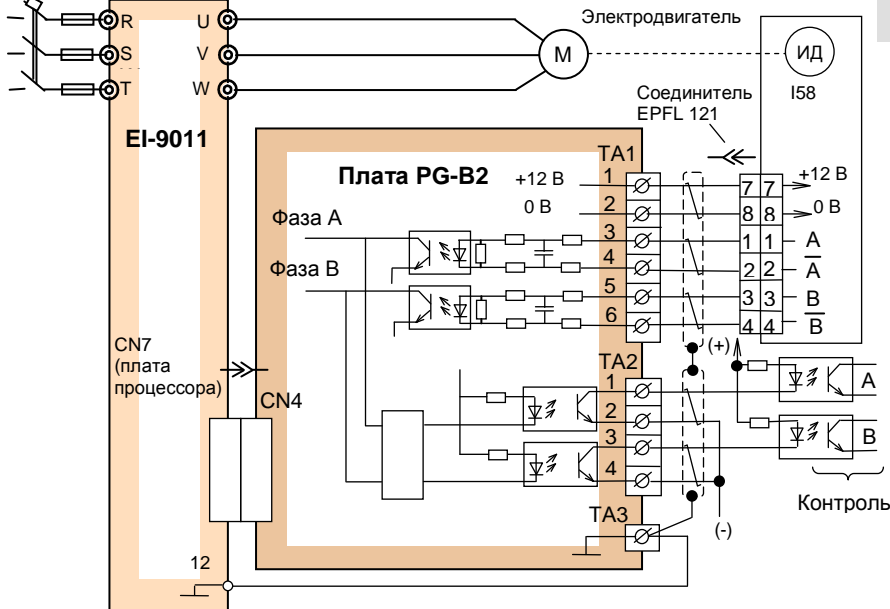 R
S
T
U
V
W
EI-9011
Электродвигатель
M
ИД
I58
Соединитель
EPFL 121
Плата PG-B2
TA1
+12 В
0 В
1
2
3
4
5
6
Фаза А
Фаза В
7 7
8 8
1 1
2 2
3 3
4 4
+12 В
0 В
A
A
B
B
CN7
(плата
процессора)
CN4
TA2
1
2
3
4
(+)
A
B
Контроль
TA3
(-)
12